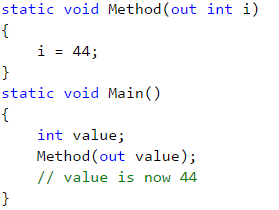 static void Method(out int i)
{
    i = 44;
}
static void Main()
{
    int value;
    Method(out value);
    // value is now 44
}